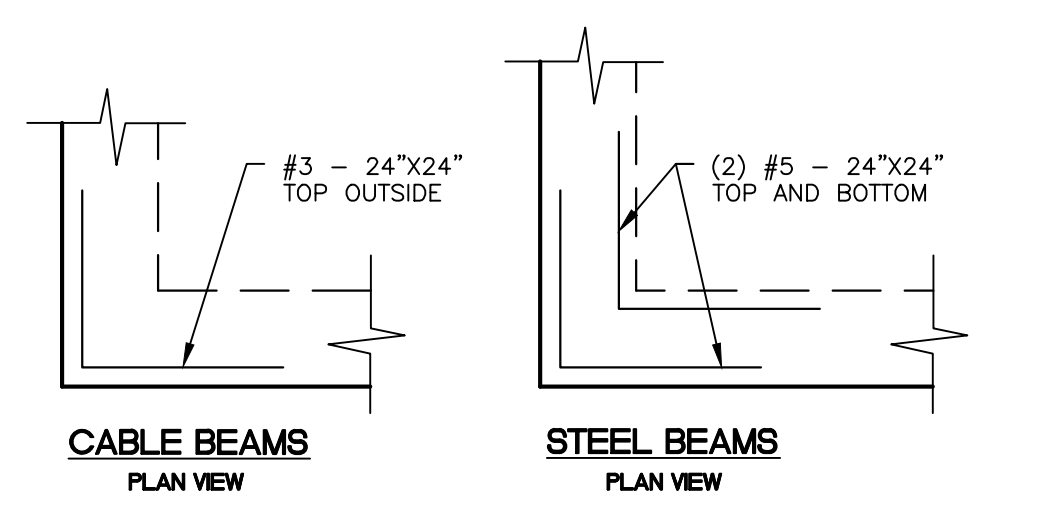 #3 - 24"X24"
TOP OUTSIDE
CABLE BEAMS
PLAN VIEW
(2) #5 - 24"X24"
TOP AND BOTTOM
STEEL BEAMS
PLAN VIEW